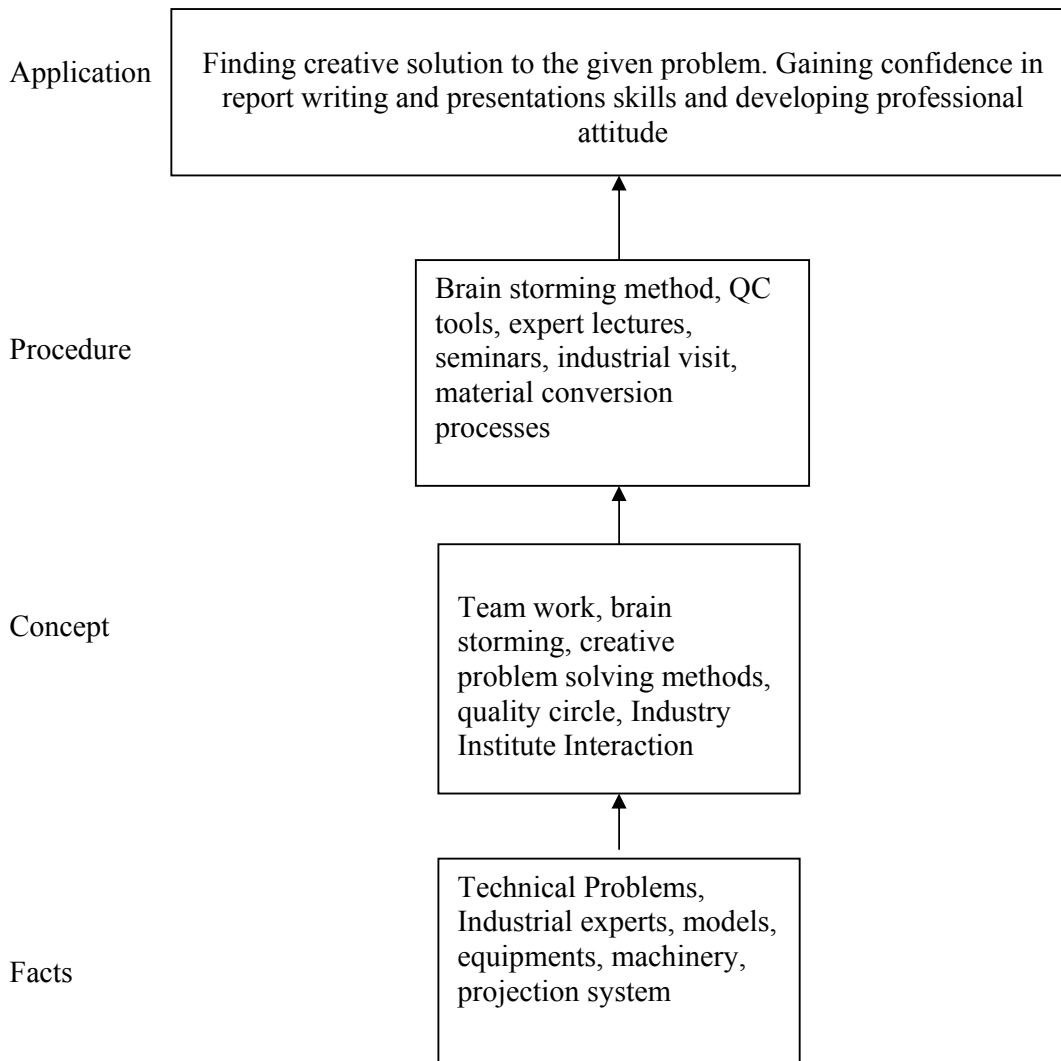 Application
Finding creative solution to the given problem. Gaining confidence in
report writing and presentations skills and developing professional
attitude
Procedure
Brain storming method, QC
tools, expert lectures,
seminars, industrial visit,
material conversion
processes
Concept
Team work, brain
storming, creative
problem solving methods,
quality circle, Industry
Institute Interaction
Facts
Technical Problems,
Industrial experts, models,
equipments, machinery,
projection system